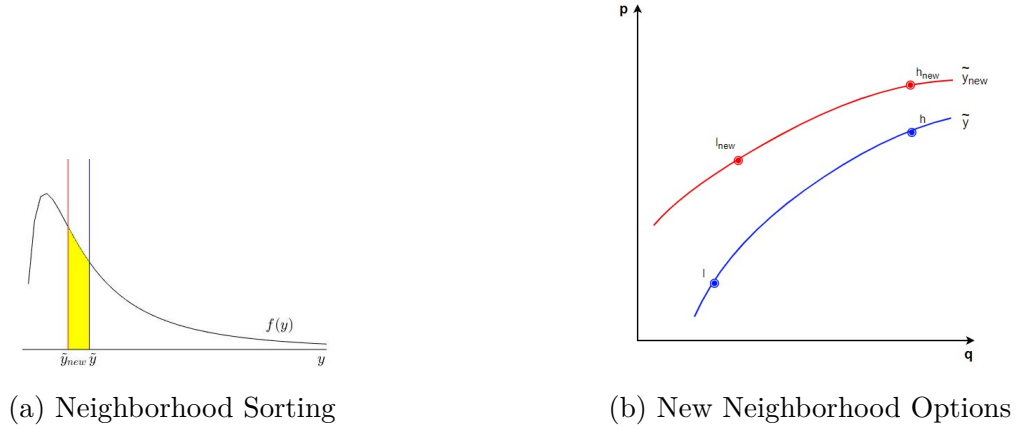 f(y)
ỹ_new ỹ y
(a) Neighborhood Sorting
p
h_new
ỹ_new
h
ỹ
l_new
l
q
(b) New Neighborhood Options